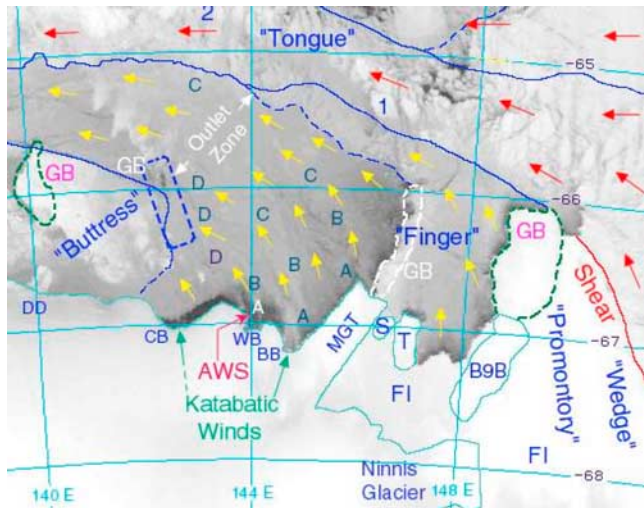 2
"Tongue"
-65
C
1
Outlet
Zone
GB
GB
D
C
-66
"Buttress"
D
C
B
"Finger"
GB
D
B
A
GB
Shear
B
A
DD
A
S
-67
CB
WB
MGT
T
"Promontory"
"Wedge"
BB
AWS
B9B
FI
Katabatic
Winds
FI
Ninnis
Glacier
-68
140 E
144 E
148 E